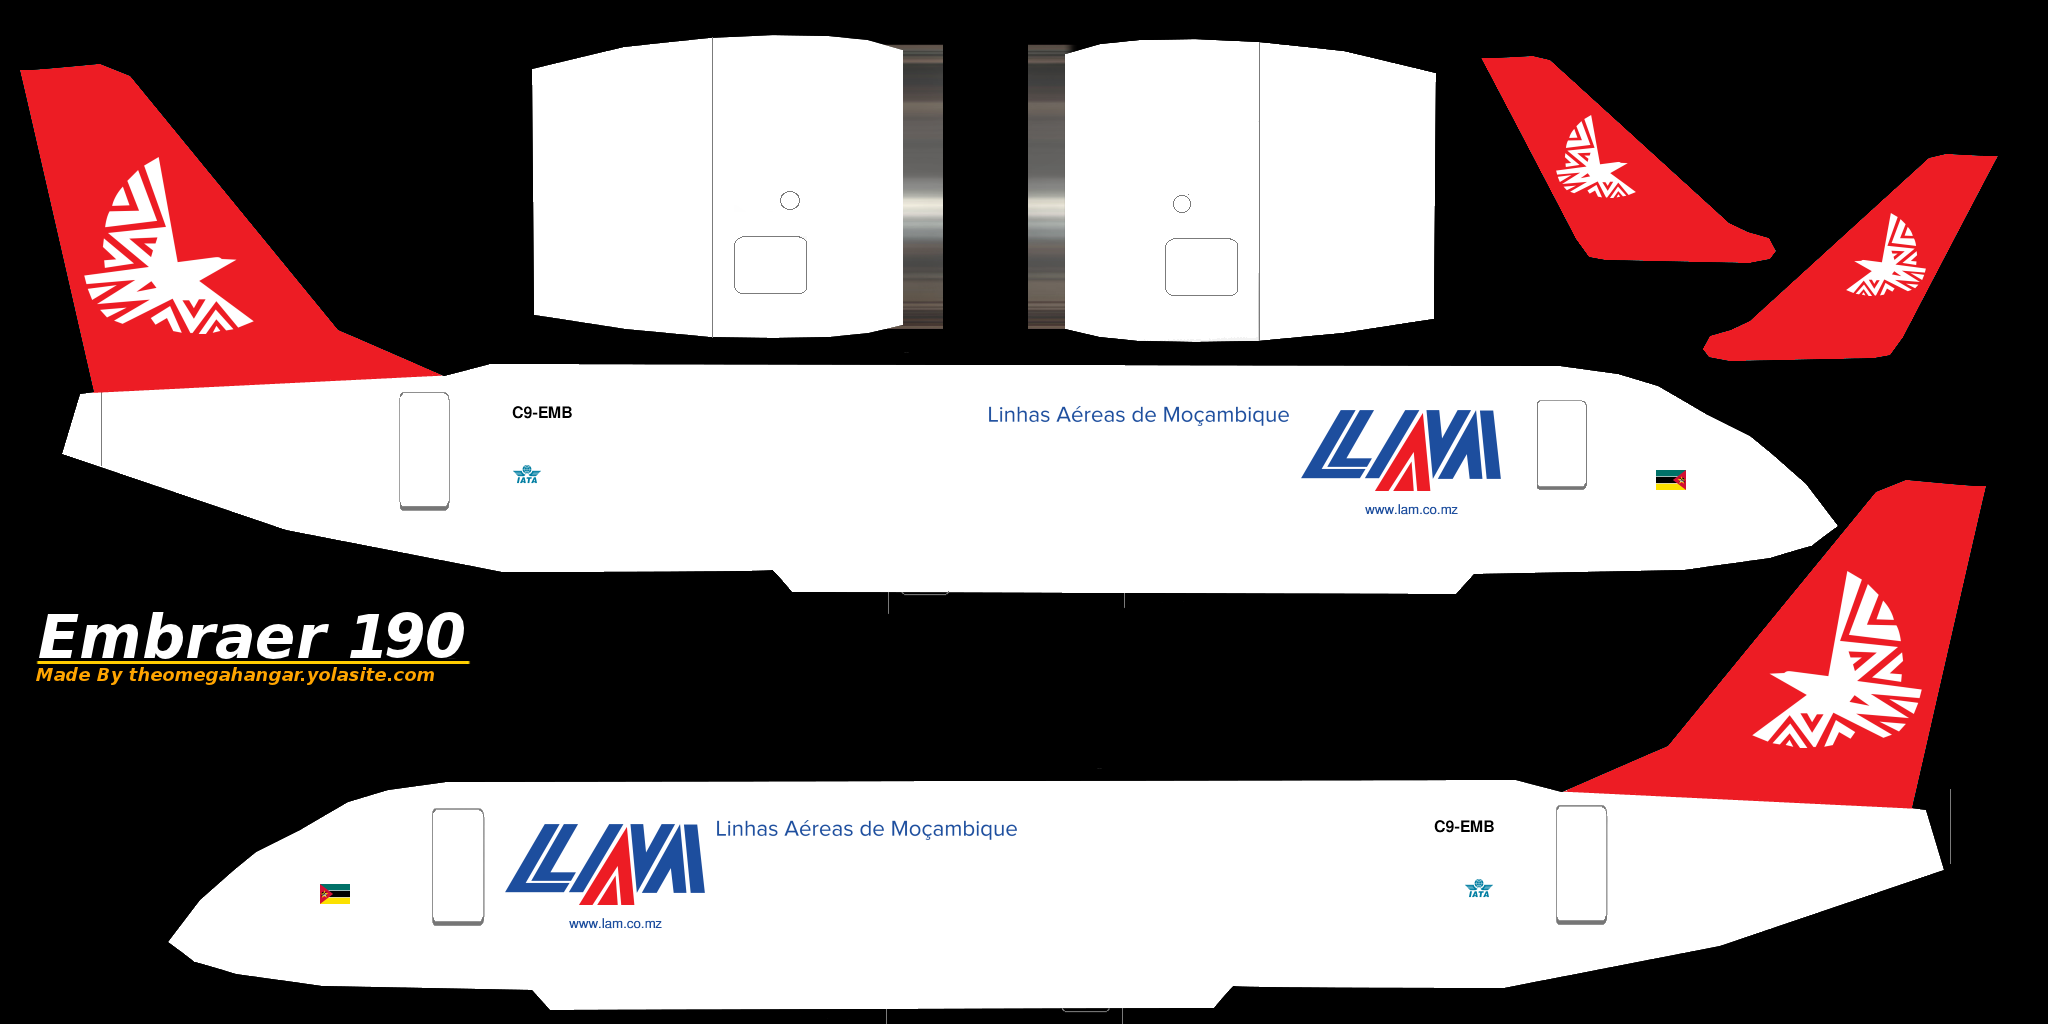 C9-EMB
Linhas Aéreas de Moçambique
LAM
IATA
www.lam.co.mz
Embraer 190
Made By theomegahangar.yolasite.com
LAM
Linhas Aéreas de Moçambique
C9-EMB
IATA
www.lam.co.mz